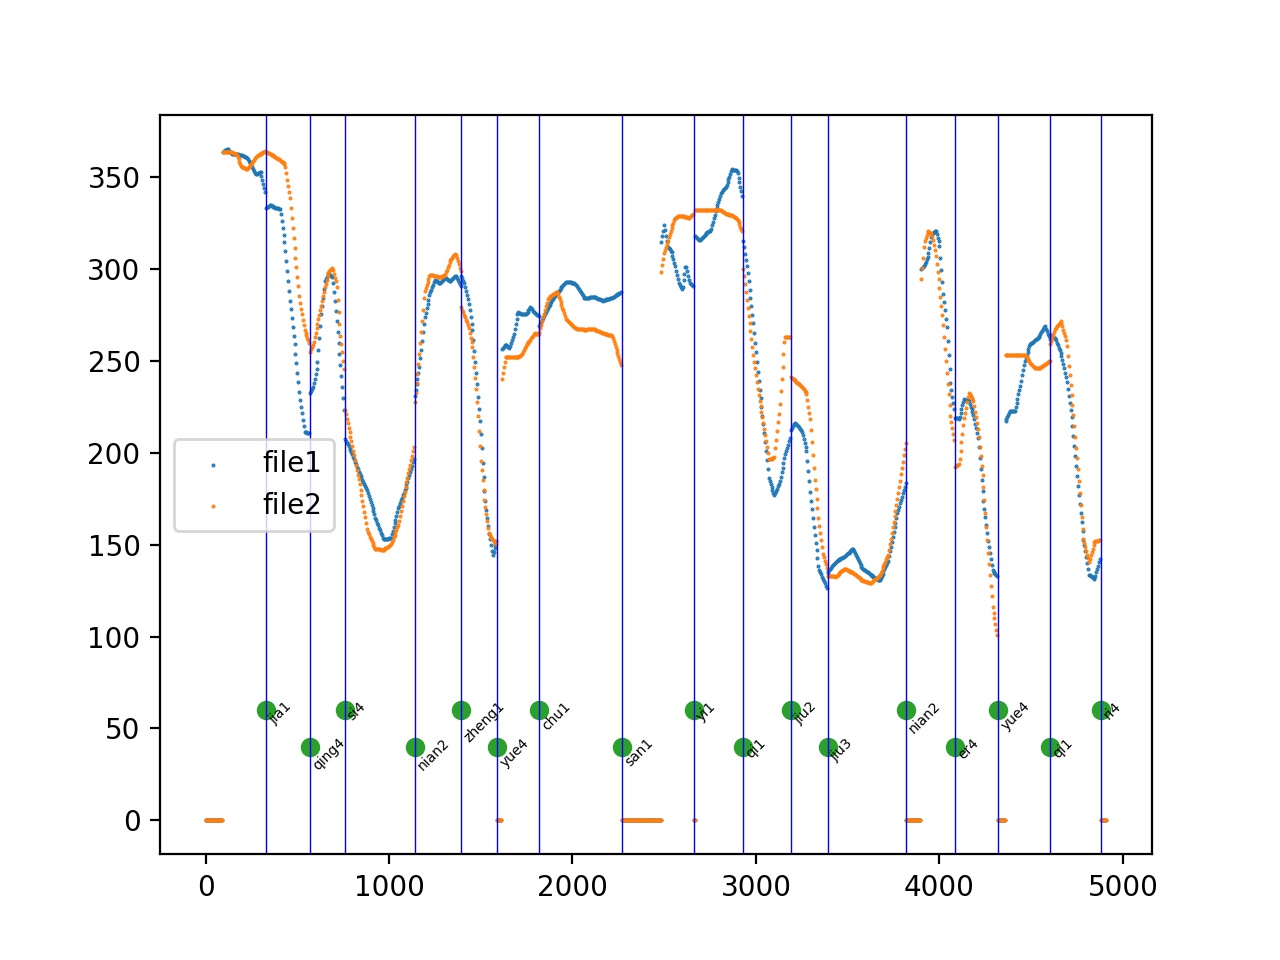 350
300
250
200
150
100
50
0
file1
file2
jia1
qing4
si4
nian2
zheng1
yue4
chu1
san1
yi1
qi1
jiu2
jiu3
nian2
er4
yue4
qi1
ri4
0
1000
2000
3000
4000
5000